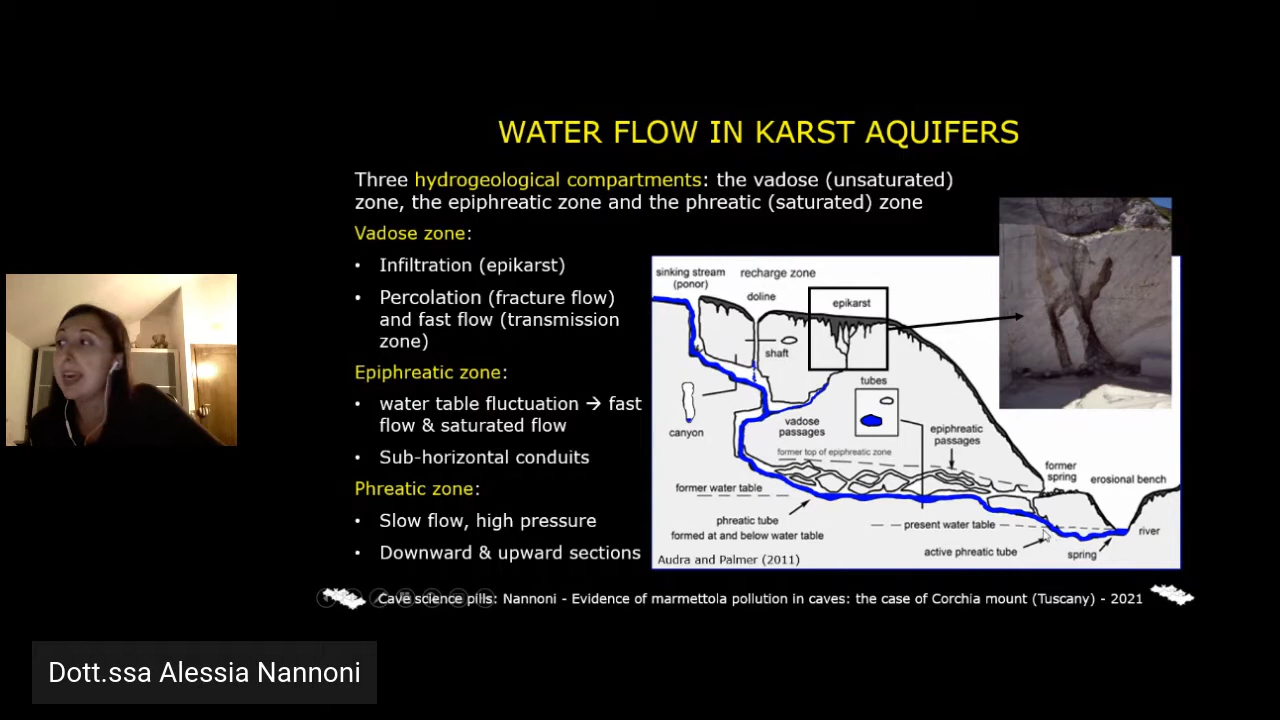 WATER FLOW IN KARST AQUIFERS
Three hydrogeological compartments: the vadose (unsaturated)
zone, the epiphreatic zone and the phreatic (saturated) zone
Vadose zone:
• Infiltration (epikarst)
• Percolation (fracture flow)
and fast flow (transmission
zone)
Epiphreatic zone:
• water table fluctuation → fast
flow & saturated flow
• Sub-horizontal conduits
Phreatic zone:
• Slow flow, high pressure
• Downward & upward sections
sinking stream
(ponor)
recharge zone
doline
epikarst
shaft
tubes
canyon
vadose
passages
epiphreatic
passages
former top of epiphreatic zone
former
spring
erosional bench
former water table
phreatic tube
formed at and below water table
present water table
river
active phreatic tube
spring
Audra and Palmer (2011)
Cave science pills: Nannoni - Evidence of marmettola pollution in caves: the case of Corchia mount (Tuscany) - 2021
Dott.ssa Alessia Nannoni